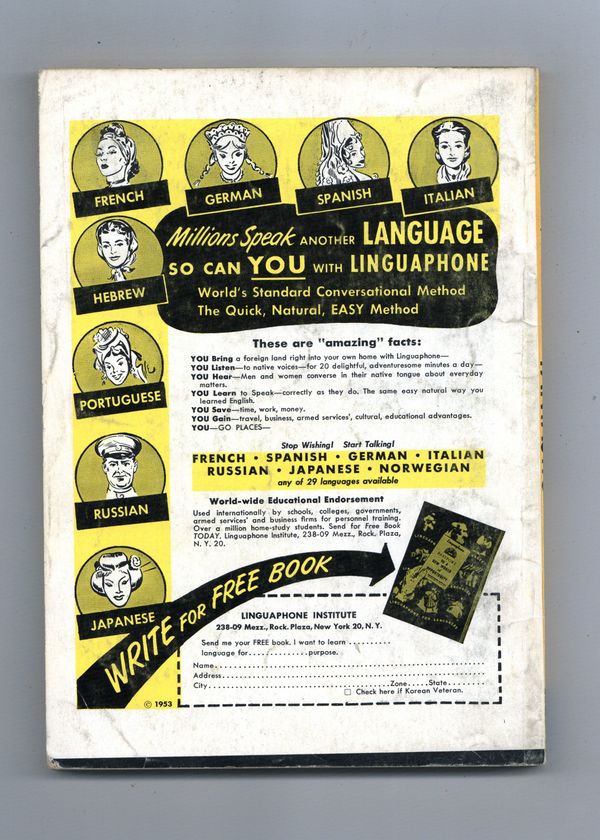 FRENCH
GERMAN
SPANISH
ITALIAN
HEBREW
PORTUGUESE
RUSSIAN
JAPANESE
Millions Speak ANOTHER LANGUAGE
SO CAN YOU WITH LINGUAPHONE
World's Standard Conversational Method
The Quick, Natural, EASY Method
These are "amazing" facts:
YOU Bring a foreign land right into your own home with Linguaphone—
YOU Listen—to native voices—for 20 delightful, adventuresome minutes a day—
YOU Hear—Men and women converse in their native tongue about everyday
matters.
YOU Learn to Speak—correctly as they do. The same easy natural way you
learned English.
YOU Save—time, work, money.
YOU Gain—travel, business, armed services', cultural, educational advantages.
YOU—GO PLACES—
Stop Wishing! Start Talking!
FRENCH • SPANISH • GERMAN • ITALIAN
RUSSIAN • JAPANESE • NORWEGIAN
any of 29 languages available
World-wide Educational Endorsement
Used internationally by schools, colleges, governments,
armed services' and business firms for personnel training.
Over a million home-study students. Send for Free Book
TODAY. Linguaphone Institute, 238-09 Mezz., Rock. Plaza,
N. Y. 20.
WRITE FOR FREE BOOK
LINGUAPHONE INSTITUTE
238-09 Mezz., Rock. Plaza, New York 20, N. Y.
Send me your FREE book. I want to learn ..........
language for..............purpose.
Name..........
Address..........
City..........Zone.....State..........
☐ Check here if Korean Veteran.
© 1953